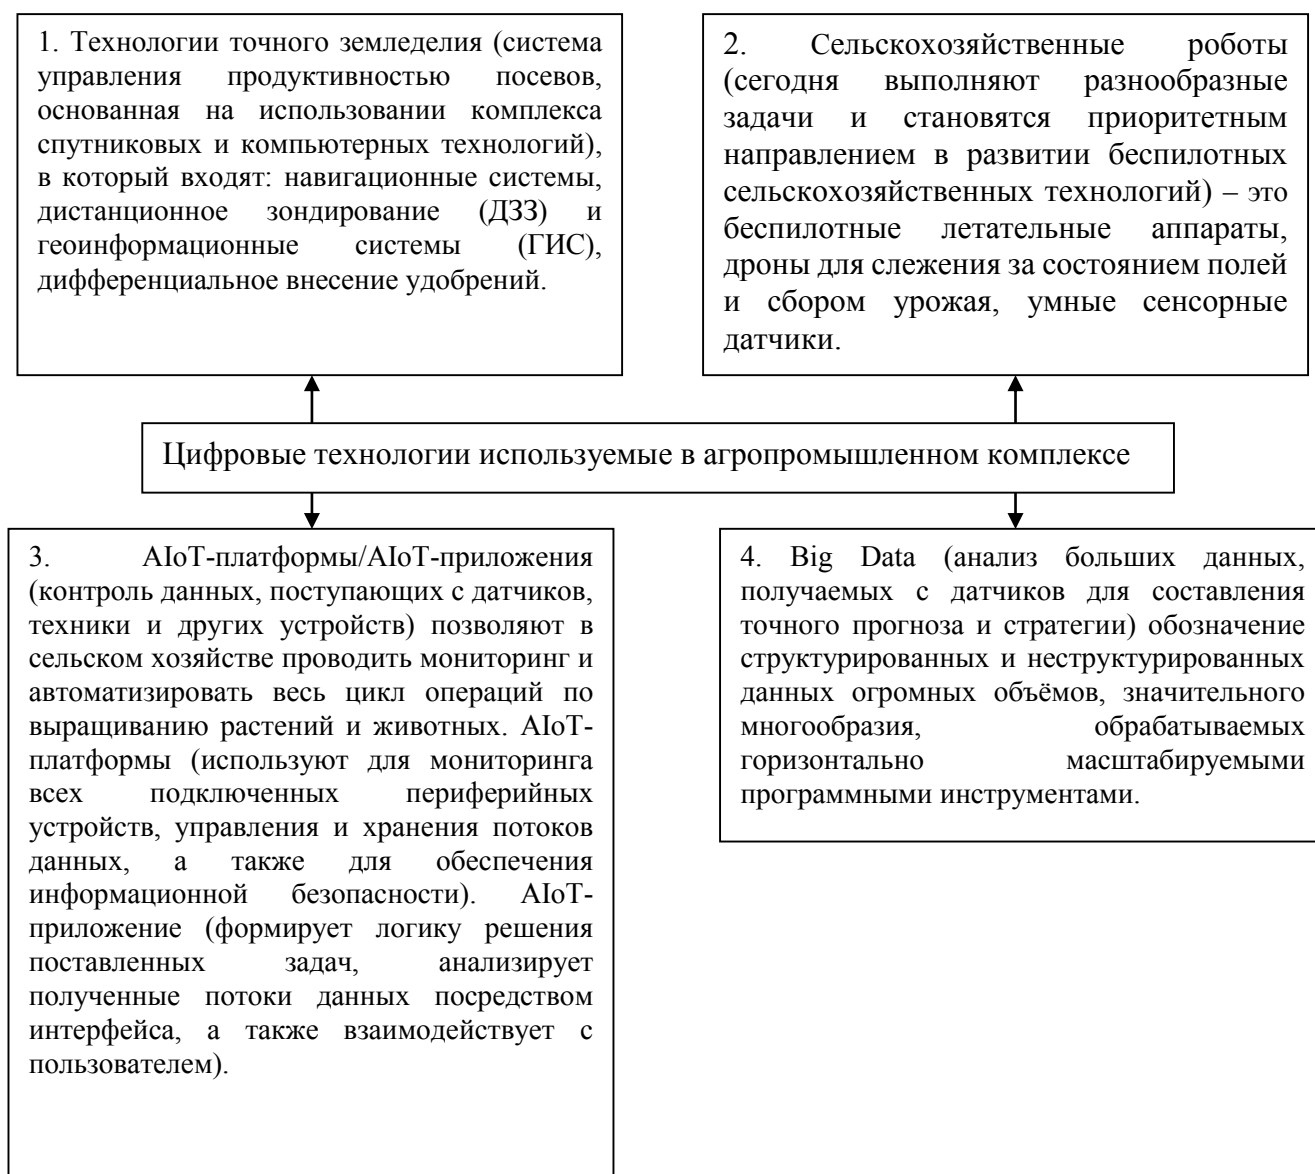 1. Технологии точного земледелия (система
управления продуктивностью посевов,
основанная на использовании комплекса
спутниковых и компьютерных технологий),
в который входят: навигационные системы,
дистанционное зондирование (ДЗЗ) и
геоинформационные системы (ГИС),
дифференциальное внесение удобрений.
2. Сельскохозяйственные роботы
(сегодня выполняют разнообразные
задачи и становятся приоритетным
направлением в развитии беспилотных
сельскохозяйственных технологий) – это
беспилотные летательные аппараты,
дроны для слежения за состоянием полей
и сбором урожая, умные сенсорные
датчики.
Цифровые технологии используемые в агропромышленном комплексе
3. AIoT-платформы/AIoT-приложения
(контроль данных, поступающих с датчиков,
техники и других устройств) позволяют в
сельском хозяйстве проводить мониторинг и
автоматизировать весь цикл операций по
выращиванию растений и животных. AIoT-
платформы (используют для мониторинга
всех подключенных периферийных
устройств, управления и хранения потоков
данных, а также для обеспечения
информационной безопасности). AIoT-
приложение (формирует логику решения
поставленных задач, анализирует
полученные потоки данных посредством
интерфейса, а также взаимодействует с
пользователем).
4. Big Data (анализ больших данных,
получаемых с датчиков для составления
точного прогноза и стратегии) обозначение
структурированных и неструктурированных
данных огромных объёмов, значительного
многообразия, обрабатываемых
горизонтально масштабируемыми
программными инструментами.